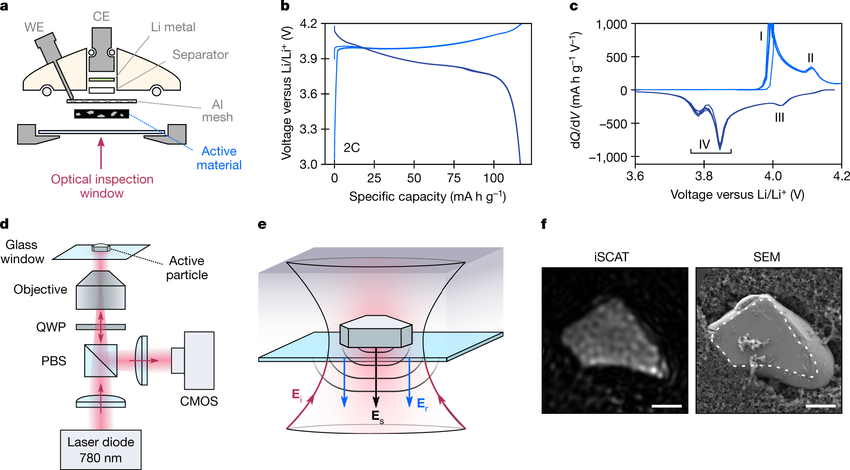 a
WE
CE
Li metal
Separator
Al
mesh
Active
material
Optical inspection
window
b
Voltage versus Li/Li⁺ (V)
4.2
3.9
3.6
3.3
3.0
2C
0 25 50 75 100
Specific capacity (mA h g⁻¹)
c
dQ/dV (mA h g⁻¹ V⁻¹)
1,000
500
0
−500
−1,000
I
II
III
IV
3.6 3.8 4.0 4.2
Voltage versus Li/Li⁺ (V)
d
Glass
window
Active
particle
Objective
QWP
PBS
CMOS
Laser diode
780 nm
e
Eᵢ
Eₛ
Eᵣ
f
iSCAT
SEM